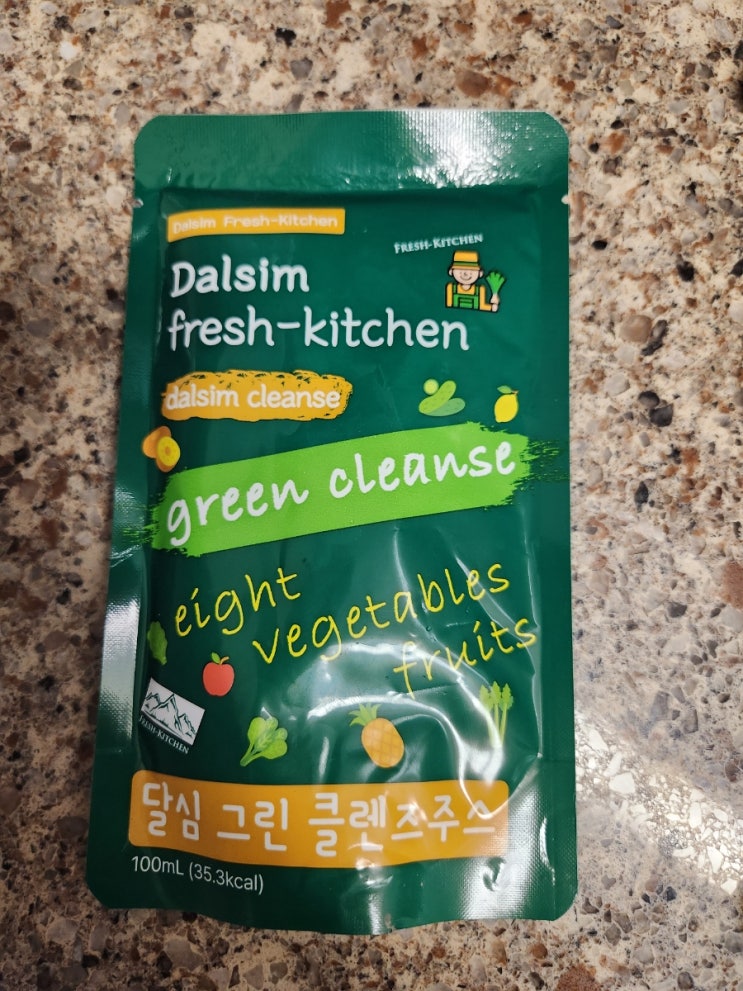 Dalsim Fresh-Kitchen
FRESH-KITCHEN
Dalsim
fresh-kitchen
dalsim cleanse
green cleanse
eight
vegetables
fruits
FRESH-KITCHEN
달심 그린 클렌즈주스
100mL (35.3kcal)